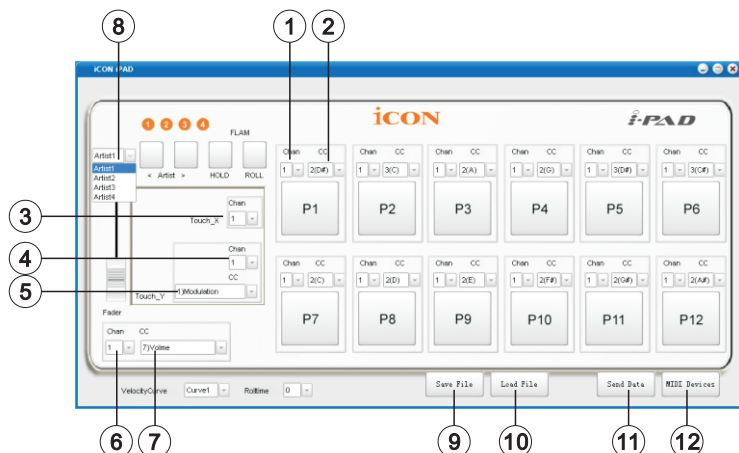 8 1 2
iCON iPAD
1 2 3 4
FLAM
iCON
i-PAD
Artist1
Artist1
Artist2
Artist3
Artist4
< Artist > HOLD ROLL
Chan CC Chan CC Chan CC Chan CC Chan CC Chan CC
1 2(D#) 1 3(C) 1 2(A) 1 2(G) 1 3(D#) 1 3(C#)
P1 P2 P3 P4 P5 P6
3
Chan
Touch_X 1
4
Chan
1
CC
5
Touch_Y 1)Modulation
Chan CC Chan CC Chan CC Chan CC Chan CC Chan CC
1 2(C) 1 2(D) 1 2(E) 1 2(F#) 1 2(G#) 1 2(A#)
P7 P8 P9 P10 P11 P12
Fader
Chan CC
1 7)Volme
VelocityCurve Curve1 Rolltime 0
Save File Load File Send Data MIDI Devices
6 7 9 10 11 12